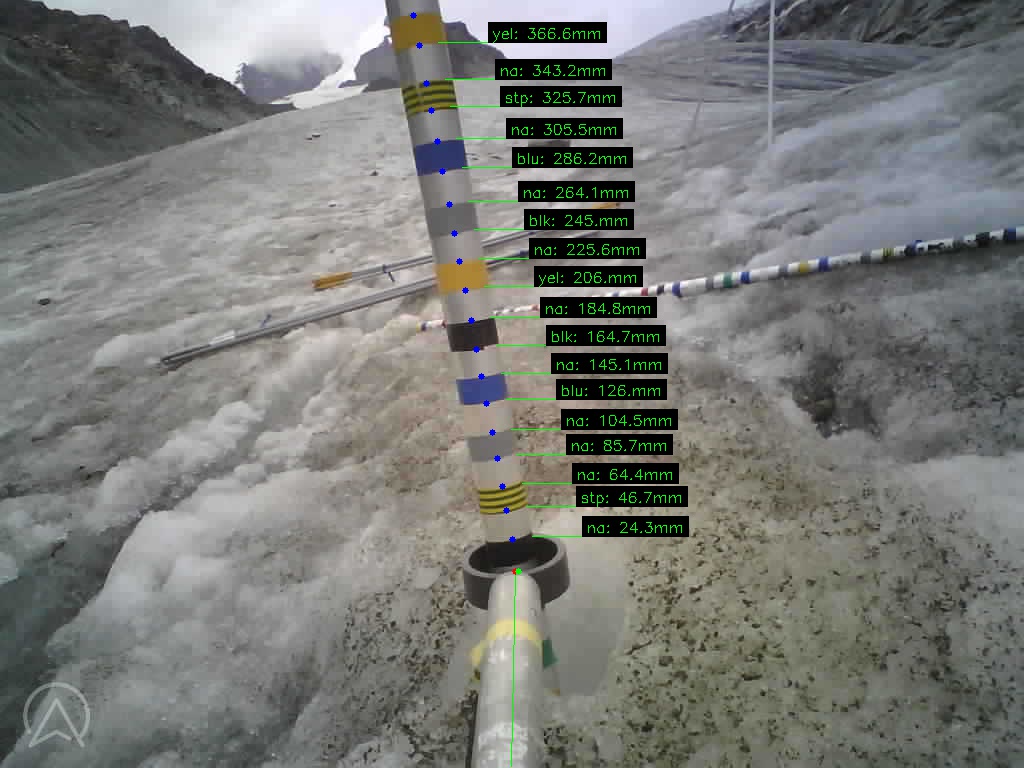 yel: 366.6mm
na: 343.2mm
stp: 325.7mm
na: 305.5mm
blu: 286.2mm
na: 264.1mm
blk: 245.mm
na: 225.6mm
yel: 206.mm
na: 184.8mm
blk: 164.7mm
na: 145.1mm
blu: 126.mm
na: 104.5mm
na: 85.7mm
na: 64.4mm
stp: 46.7mm
na: 24.3mm